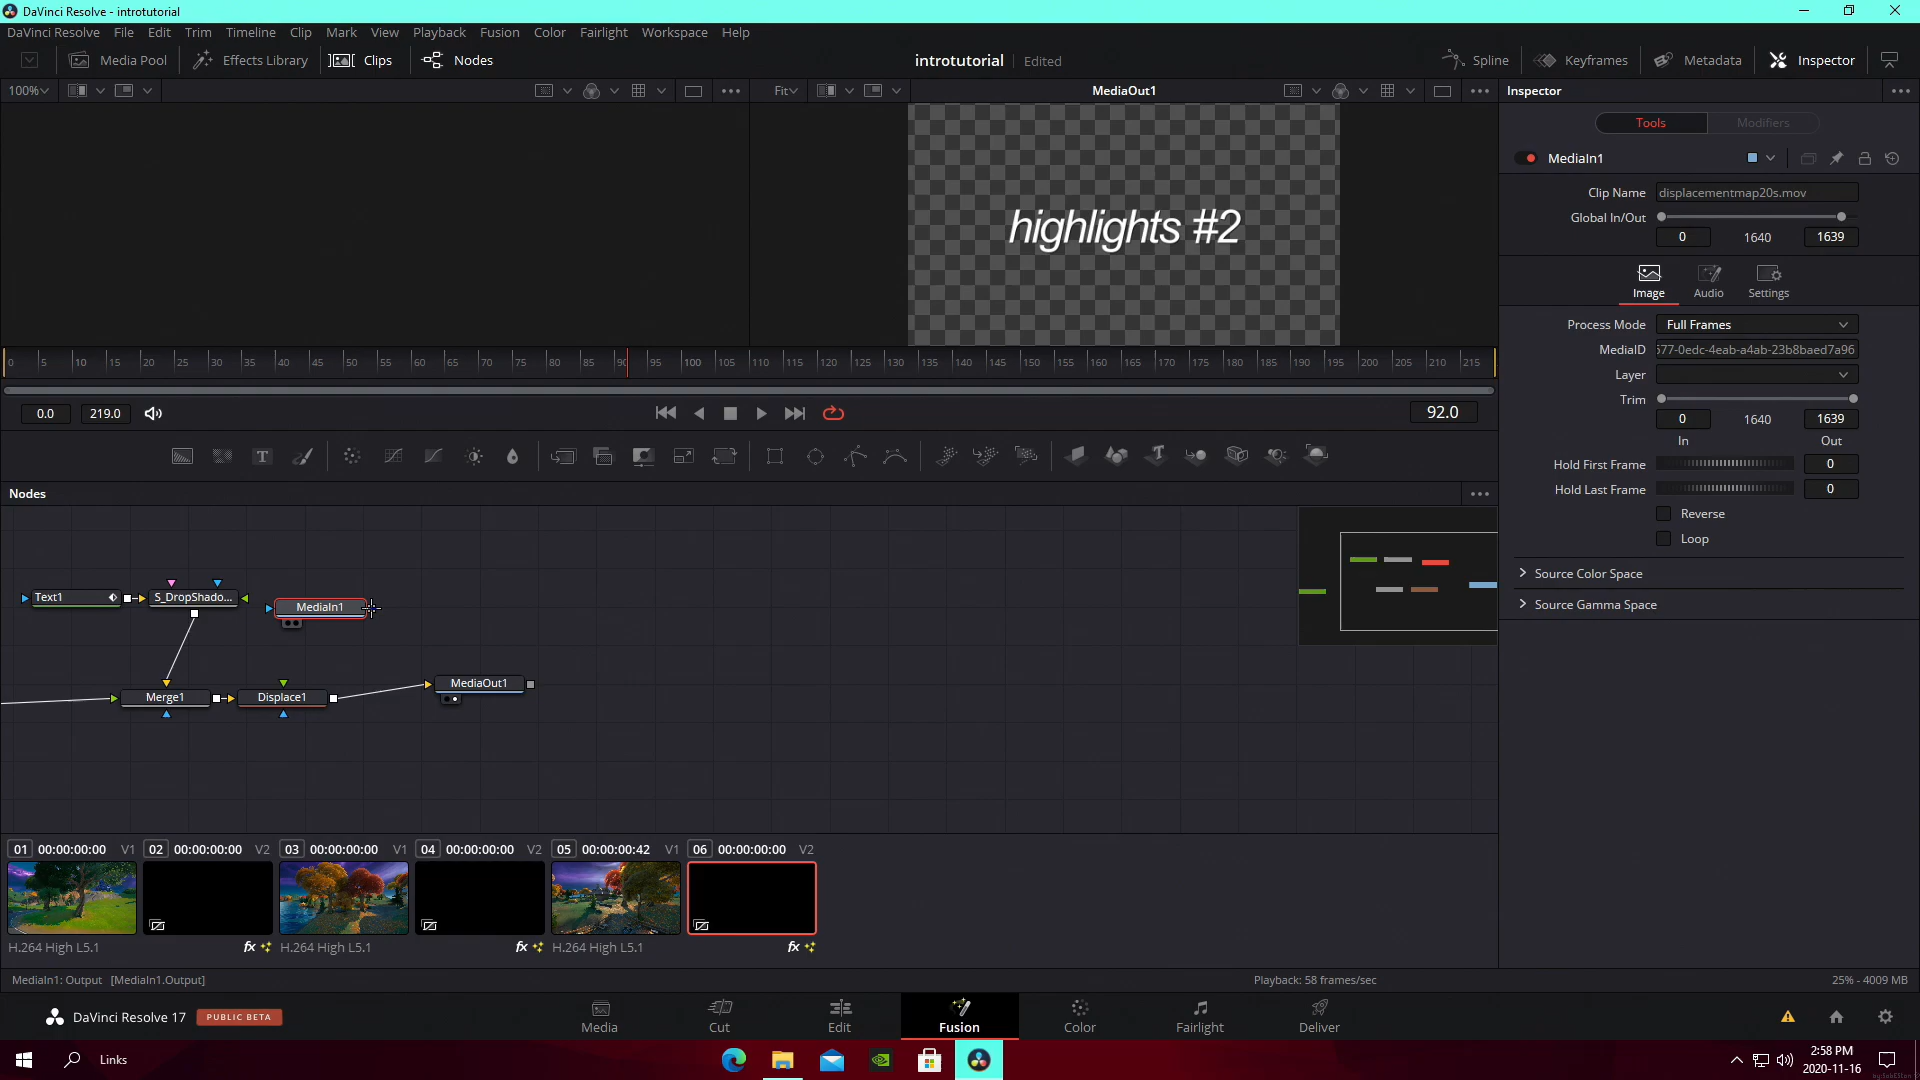 DaVinci Resolve - introtutorial
DaVinci Resolve File Edit Trim Timeline Clip Mark View Playback Fusion Color Fairlight Workspace Help
Media Pool Effects Library Clips Nodes introtutorial Edited Spline Keyframes Metadata Inspector
100% Fit MediaOut1 Inspector
Tools Modifiers
MediaIn1
Clip Name displacementmap20s.mov
Global In/Out
0 1640 1639
highlights #2
Image Audio Settings
Process Mode Full Frames
MediaID 577-0edc-4eab-a4ab-23b8baed7a96
Layer
Trim
0 1640 1639
In Out
Hold First Frame 0
Hold Last Frame 0
Reverse
Loop
Source Color Space
Source Gamma Space
0 5 10 15 20 25 30 35 40 45 50 55 60 65 70 75 80 85 90 95 100 105 110 115 120 125 130 135 140 145 150 155 160 165 170 175 180 185 190 195 200 205 210 215
0.0 219.0 92.0
Nodes
Text1 S_DropShado... MediaIn1
Merge1 Displace1 MediaOut1
01 00:00:00:00 V1 02 00:00:00:00 V2 03 00:00:00:00 V1 04 00:00:00:00 V2 05 00:00:00:42 V1 06 00:00:00:00 V2
H.264 High L5.1 fx H.264 High L5.1 fx H.264 High L5.1 fx
MediaIn1: Output [MediaIn1.Output] Playback: 58 frames/sec 25% - 4009 MB
DaVinci Resolve 17 PUBLIC BETA Media Cut Edit Fusion Color Fairlight Deliver
Links
2:58 PM
2020-11-16